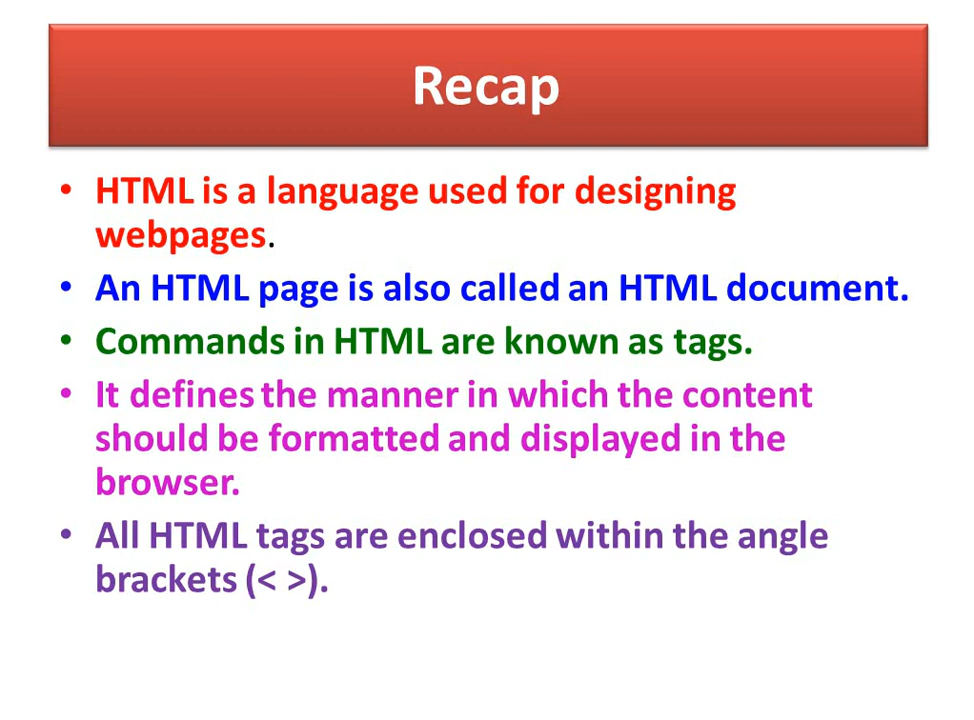 Recap
• HTML is a language used for designing
webpages.
• An HTML page is also called an HTML document.
• Commands in HTML are known as tags.
• It defines the manner in which the content
should be formatted and displayed in the
browser.
• All HTML tags are enclosed within the angle
brackets (< >).